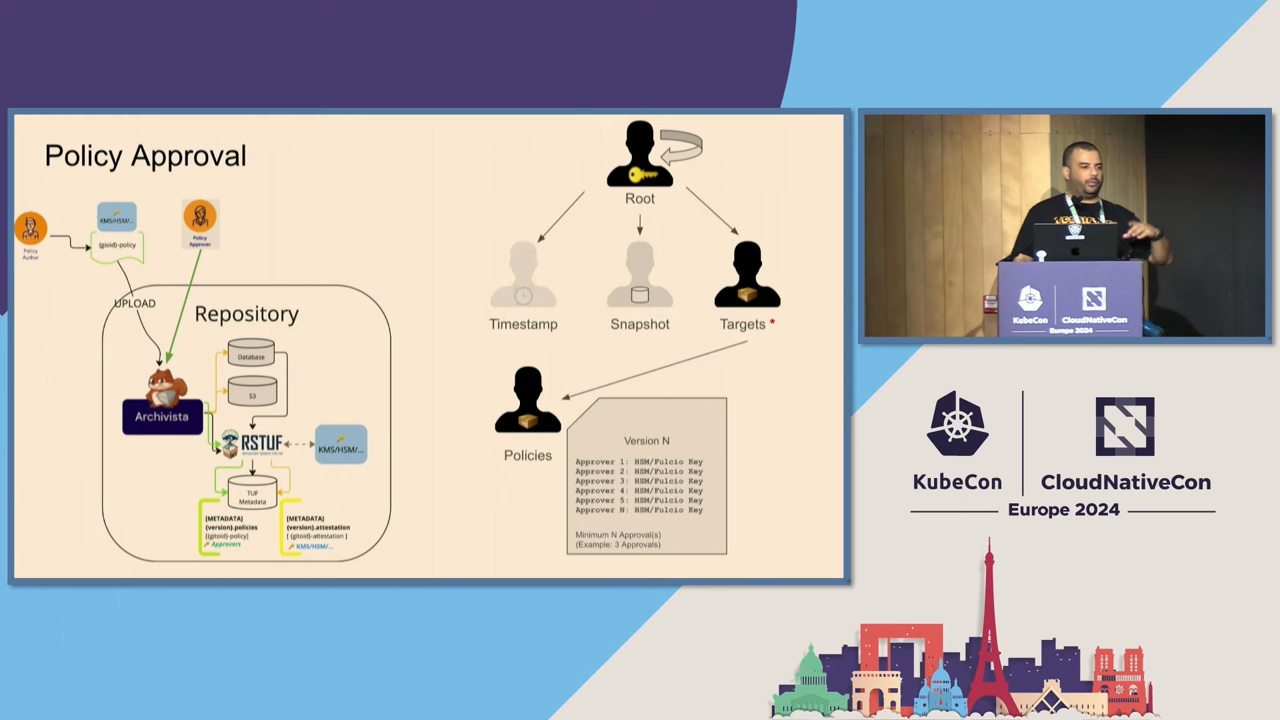 Policy Approval
Policy
Author
KMS/HSM/...
(gioid)-policy
Policy
Approver
UPLOAD
Repository
Database
S3
Archivista
RSTUF
KMS/HSM/...
TUF
Metadata
[METADATA]
{version}.policies
[(gitoid)-policy]
Approvers
[METADATA]
{version}.attestation
[ (gitoid)-attestation ]
KMS/HSM/...
Root
Timestamp
Snapshot
Targets *
Policies
Version N
Approver 1: HSM/Fulcio Key
Approver 2: HSM/Fulcio Key
Approver 3: HSM/Fulcio Key
Approver 4: HSM/Fulcio Key
Approver 5: HSM/Fulcio Key
Approver N: HSM/Fulcio Key
Minimum N Approval(s)
(Example: 3 Approvals)
KubeCon
CloudNativeCon
Europe 2024
KubeCon
CloudNativeCon
Europe 2024